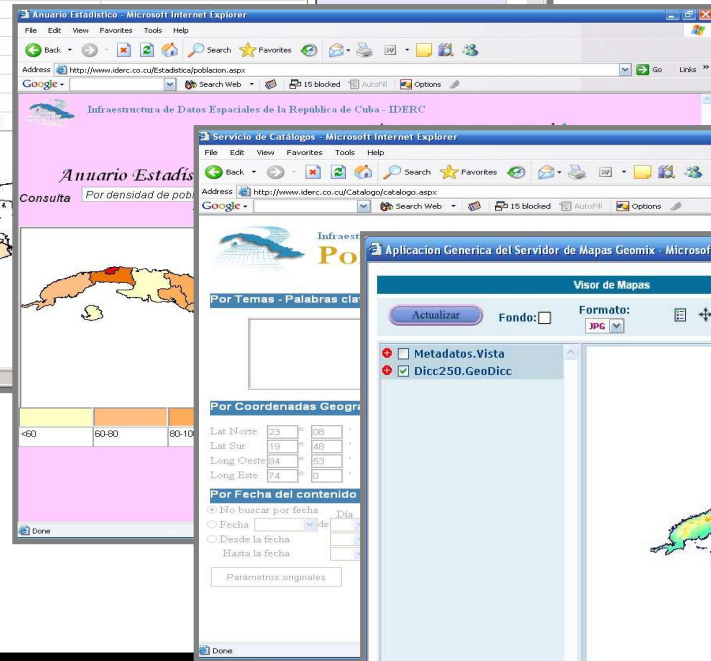 Anuario Estadístico - Microsoft Internet Explorer
File Edit View Favorites Tools Help
Back Search Favorites
Address http://www.iderc.co.cu/Estadistica/poblacion.aspx Go Links »
Google Search Web 15 blocked AutoFill Options
Infraestructura de Datos Espaciales de la República de Cuba - IDERC
Anuario Estadís
Consulta Por densidad de pobl
<60 60-80 80-10
Done
Servicio de Catálogos - Microsoft Internet Explorer
File Edit View Favorites Tools Help
Back Search Favorites
Address http://www.iderc.co.cu/Catalogo/catalogo.aspx
Google Search Web 15 blocked AutoFill Options
Infraest
Po
Por Temas - Palabras cla
Por Coordenadas Geogra
Lat Norte 23 ° 08 '
Lat Sur 19 ° 48 '
Long Oeste 84 ° 53 '
Long Este 74 ° 0 '
Por Fecha del contenido
No buscar por fecha Dia
Fecha de
Desde la fecha
Hasta la fecha
Parámetros originales
Done
Aplicacion Generica del Servidor de Mapas Geomix - Microsof
Visor de Mapas
Actualizar Fondo: Formato:
JPG
Metadatos.Vista
Dicc250.GeoDicc